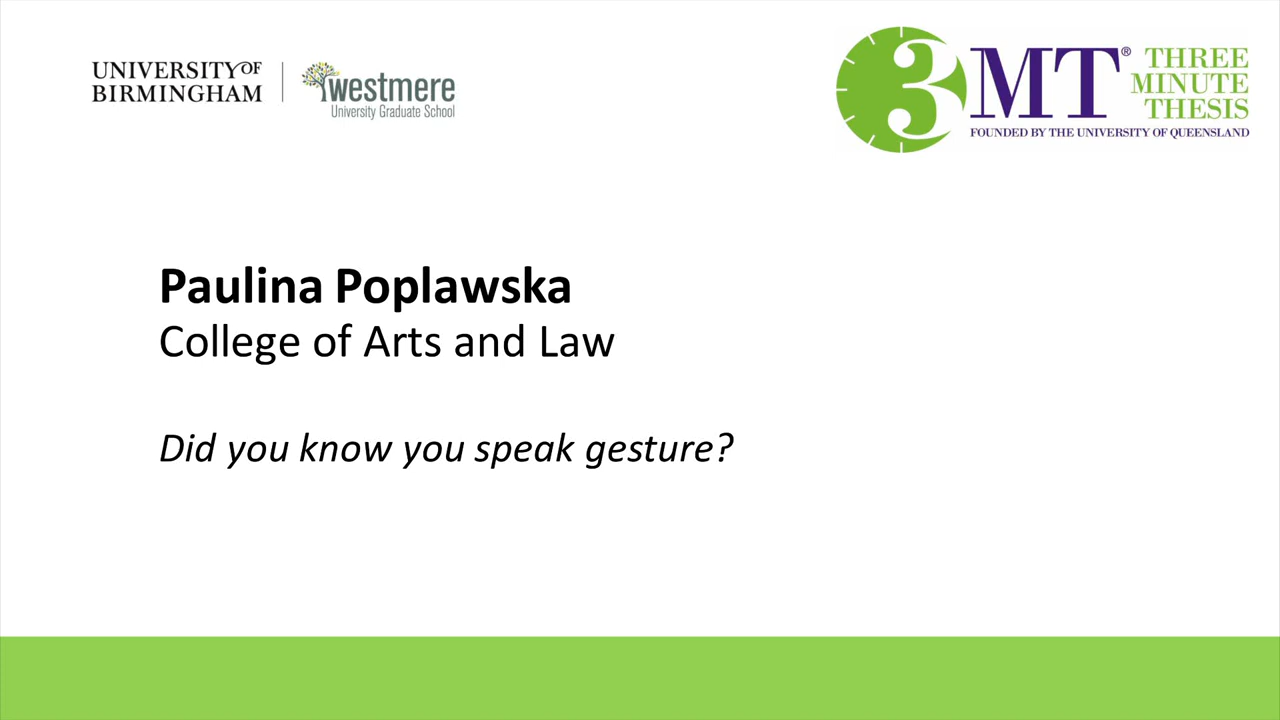 UNIVERSITY OF
BIRMINGHAM
westmere
University Graduate School
3MT® THREE
MINUTE
THESIS
FOUNDED BY THE UNIVERSITY OF QUEENSLAND
Paulina Poplawska
College of Arts and Law
Did you know you speak gesture?